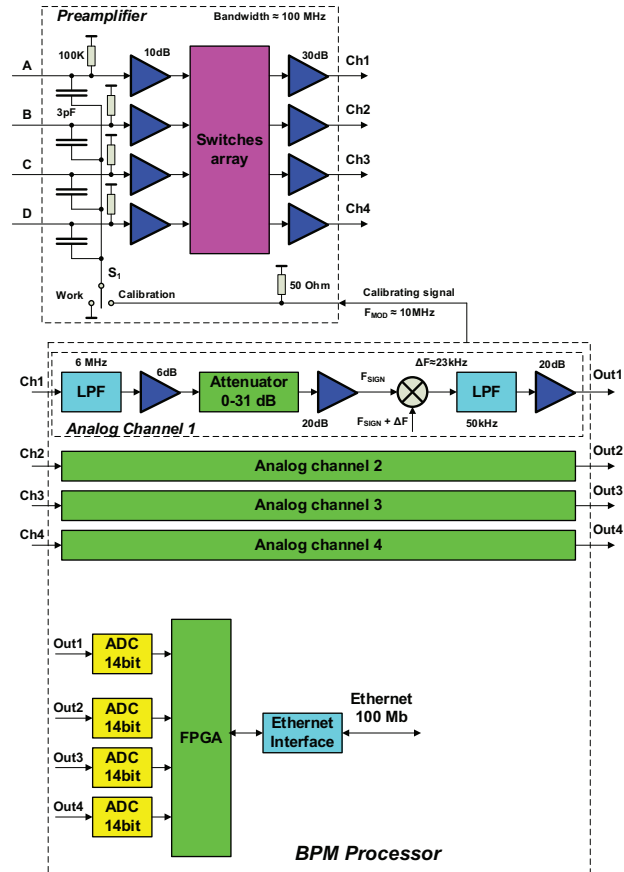 Preamplifier
Bandwidth ≈ 100 MHz
100K
10dB
30dB
A
Ch1
3pF
B
Ch2
Switches
array
C
Ch3
D
Ch4
S1
50 Ohm
Work
Calibration
Calibrating signal
FMOD ≈ 10MHz
6 MHz
6dB
ΔF≈23kHz
20dB
Ch1
LPF
Attenuator
0-31 dB
FSIGN
LPF
Out1
20dB
FSIGN + ΔF
50kHz
Analog Channel 1
Ch2
Analog channel 2
Out2
Ch3
Analog channel 3
Out3
Ch4
Analog channel 4
Out4
Out1
ADC
14bit
Out2
ADC
14bit
Out3
ADC
14bit
Out4
ADC
14bit
FPGA
Ethernet
Interface
Ethernet
100 Mb
BPM Processor